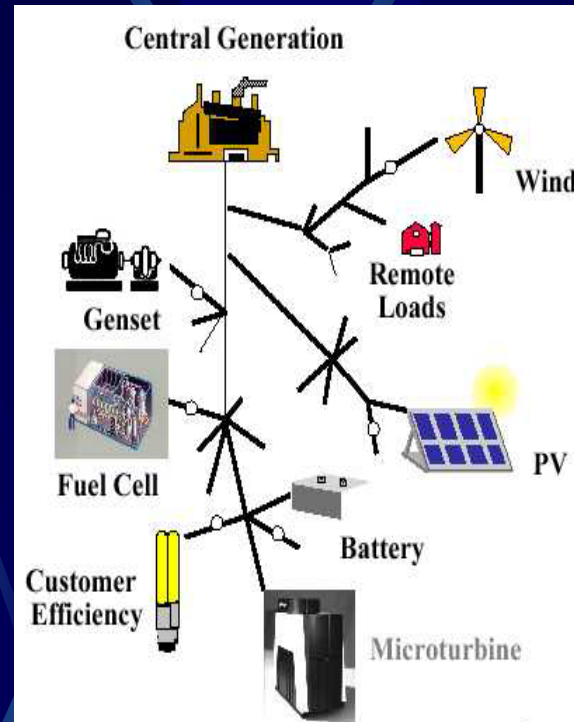 Central Generation
Wind
Remote
Loads
Genset
Fuel Cell
PV
Battery
Customer
Efficiency
Microturbine